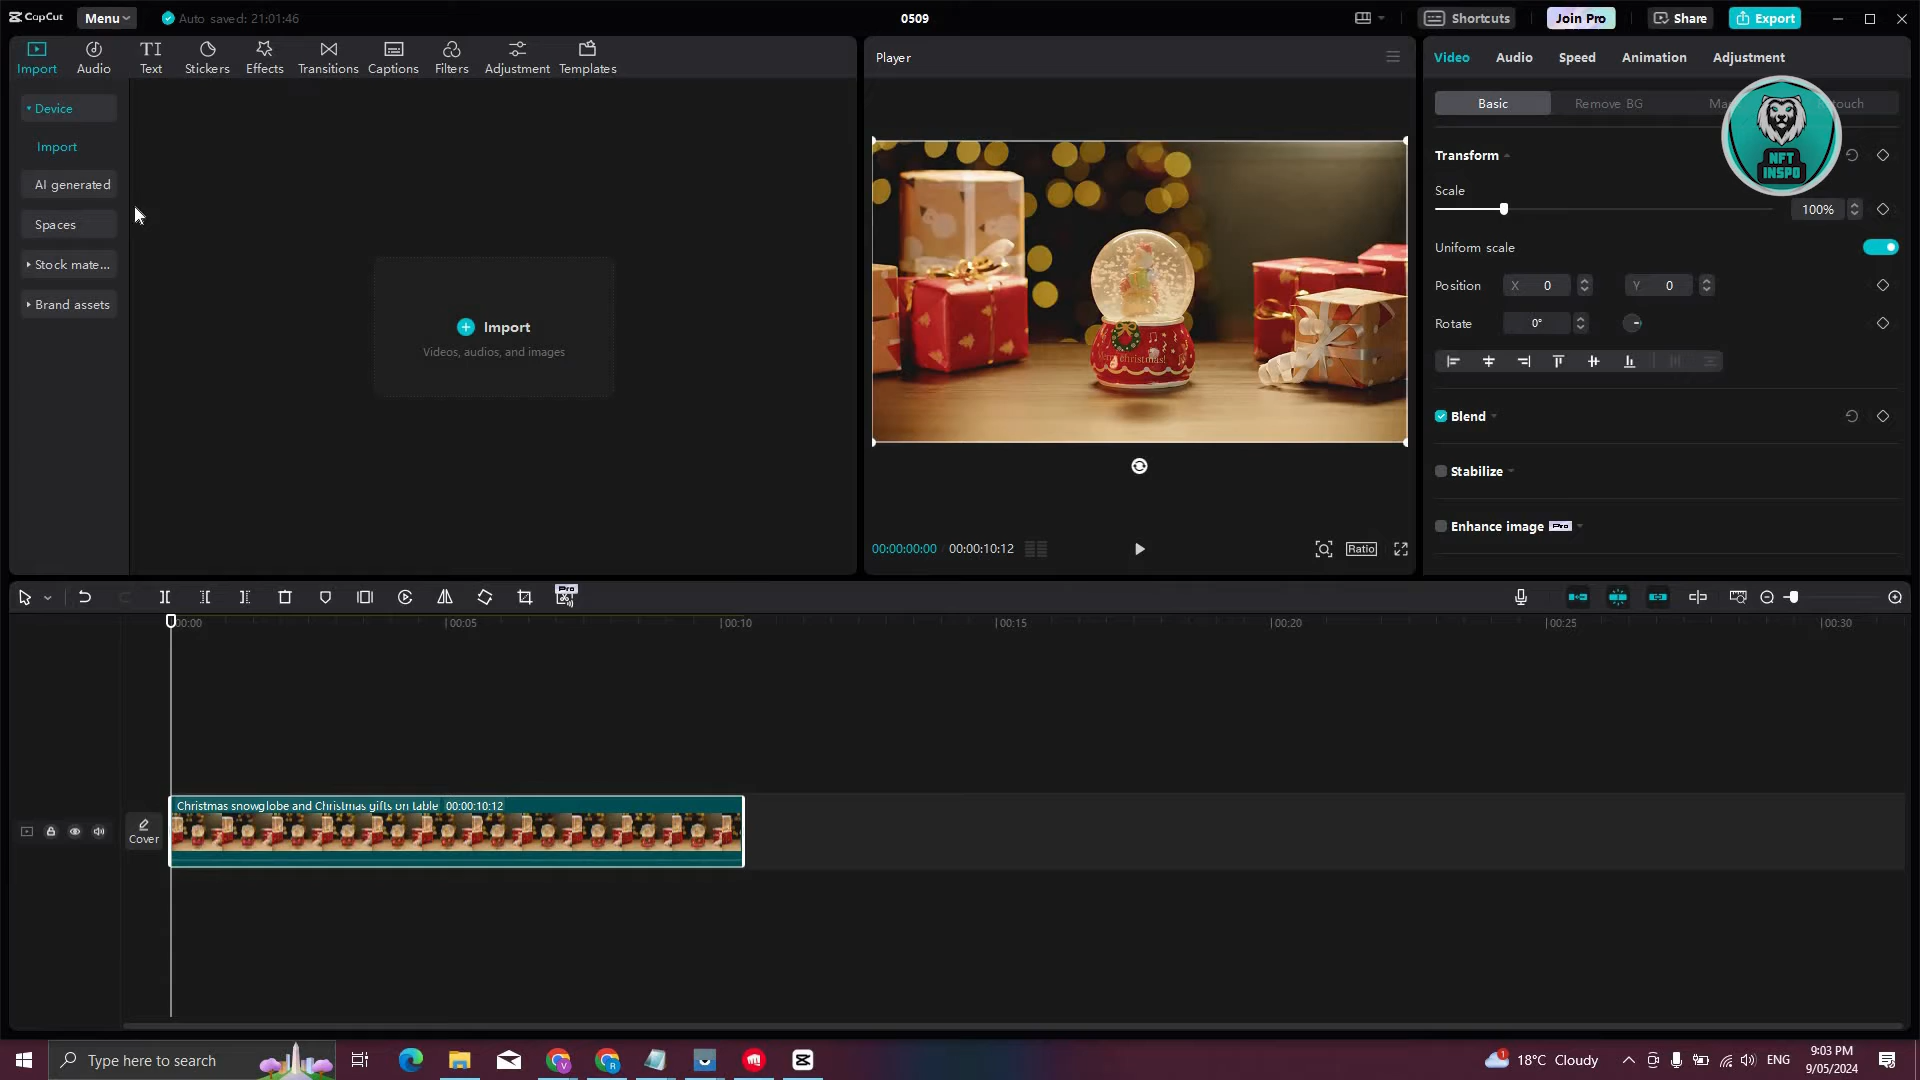 CapCut
Menu
Auto saved: 21:01:46
0509
Shortcuts
Join Pro
Share
Export
Import
Audio
Text
Stickers
Effects
Transitions
Captions
Filters
Adjustment
Templates
Device
Import
AI generated
Spaces
Stock mate...
Brand assets
Import
Videos, audios, and images
Player
Merry christmas!
00:00:00:00
00:00:10:12
Ratio
Video
Audio
Speed
Animation
Adjustment
Basic
Remove BG
NFT
INSPO
Transform
Scale
100%
Uniform scale
Position
X 0
Y 0
Rotate
0°
Blend
Stabilize
Enhance image Pro
Pro
00:00
00:05
00:10
00:15
00:20
00:25
00:30
Cover
Christmas snowglobe and Christmas gifts on table 00:00:10:12
Type here to search
1
18°C Cloudy
ENG
9:03 PM
9/05/2024